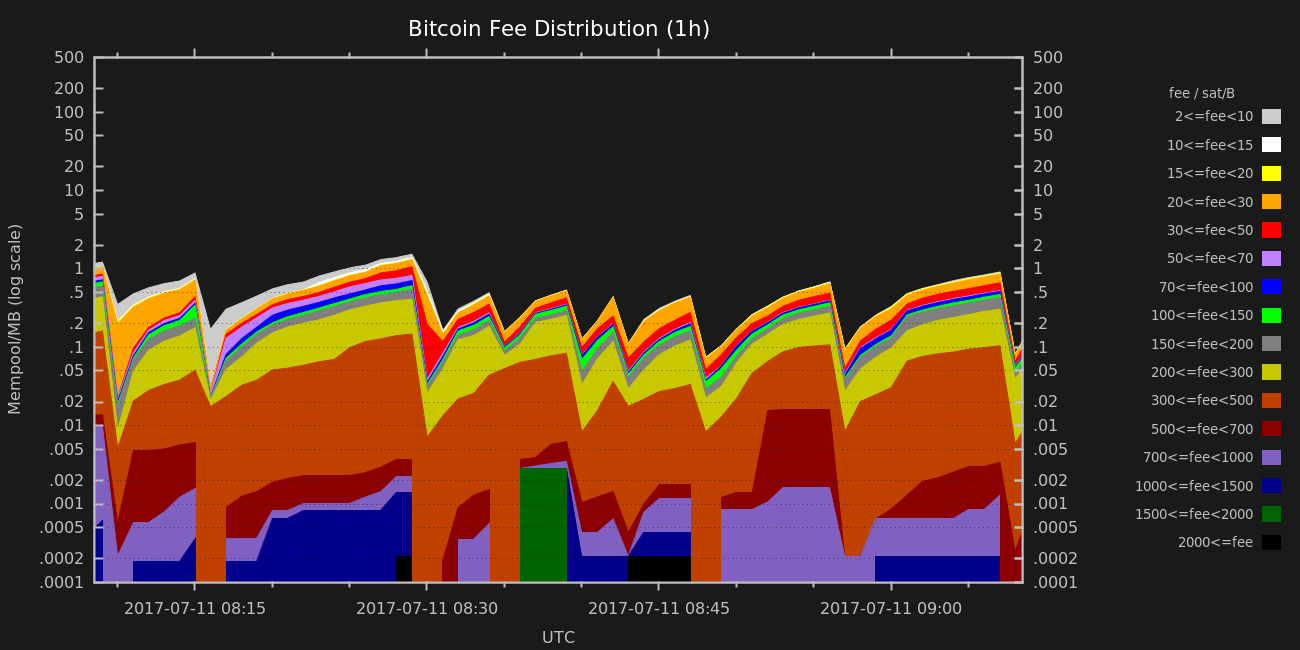 Bitcoin Fee Distribution (1h)
500 500
200 200
100 100
50 50
20 20
10 10
5 5
2 2
1 1
.5 .5
.2 .2
.1 .1
.05 .05
.02 .02
.01 .01
.005 .005
.002 .002
.001 .001
.0005 .0005
.0002 .0002
.0001 .0001
Mempool/MB (log scale)
2017-07-11 08:15 2017-07-11 08:30 2017-07-11 08:45 2017-07-11 09:00
UTC
fee / sat/B
2<=fee<10
10<=fee<15
15<=fee<20
20<=fee<30
30<=fee<50
50<=fee<70
70<=fee<100
100<=fee<150
150<=fee<200
200<=fee<300
300<=fee<500
500<=fee<700
700<=fee<1000
1000<=fee<1500
1500<=fee<2000
2000<=fee